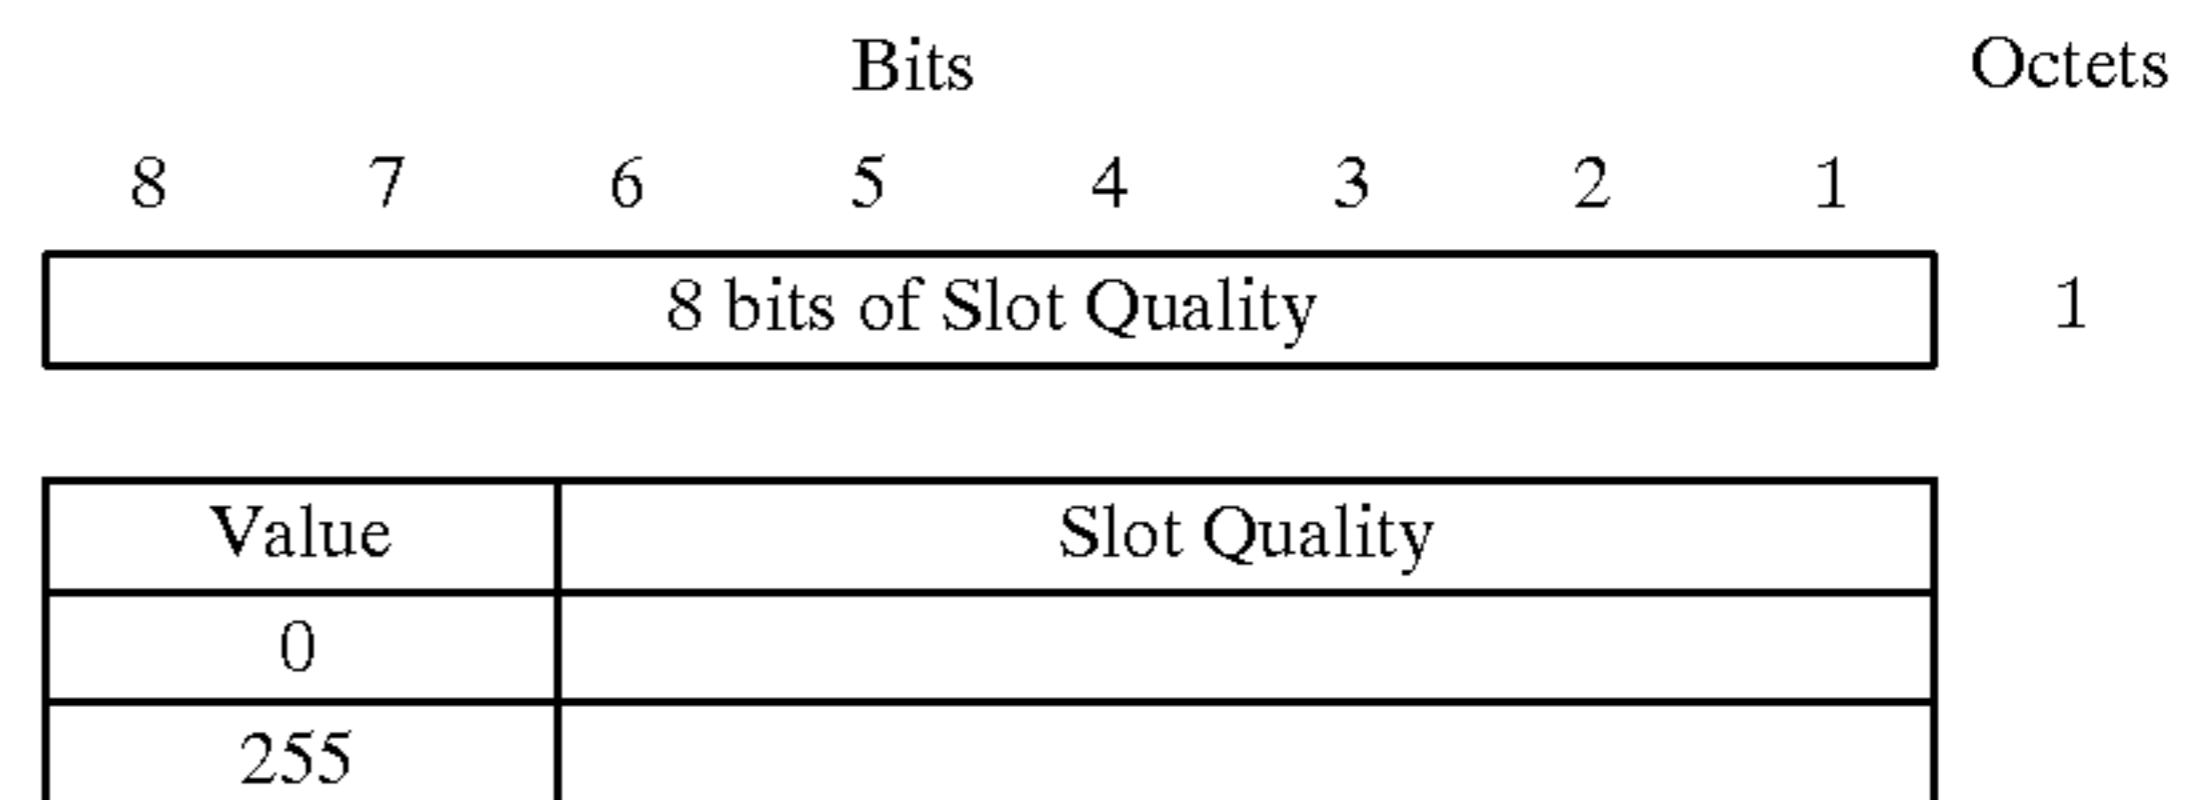 Bits Octets
8 7 6 5 4 3 2 1
8 bits of Slot Quality 1
Value Slot Quality
0
255